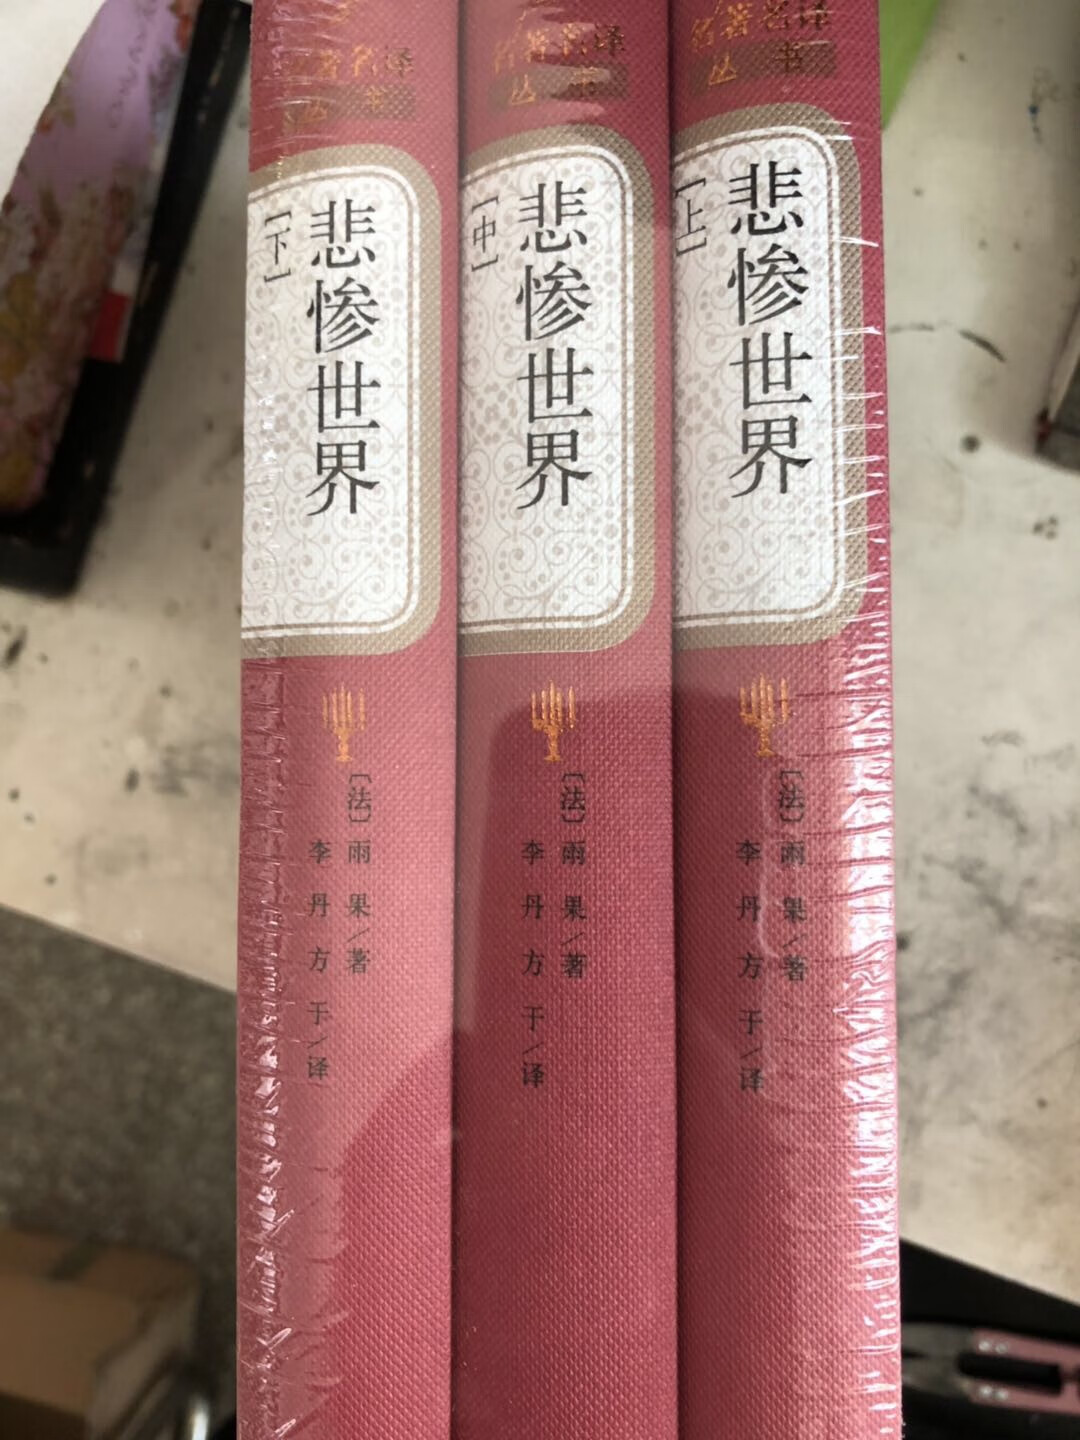 著名译
丛书
悲惨世界
[下]
[法]雨果/著
李丹 方于/译
名著名译
丛书
悲惨世界
[中]
[法]雨果/著
李丹 方于/译
名著名译
丛书
悲惨世界
[上]
[法]雨果/著
李丹 方于/译